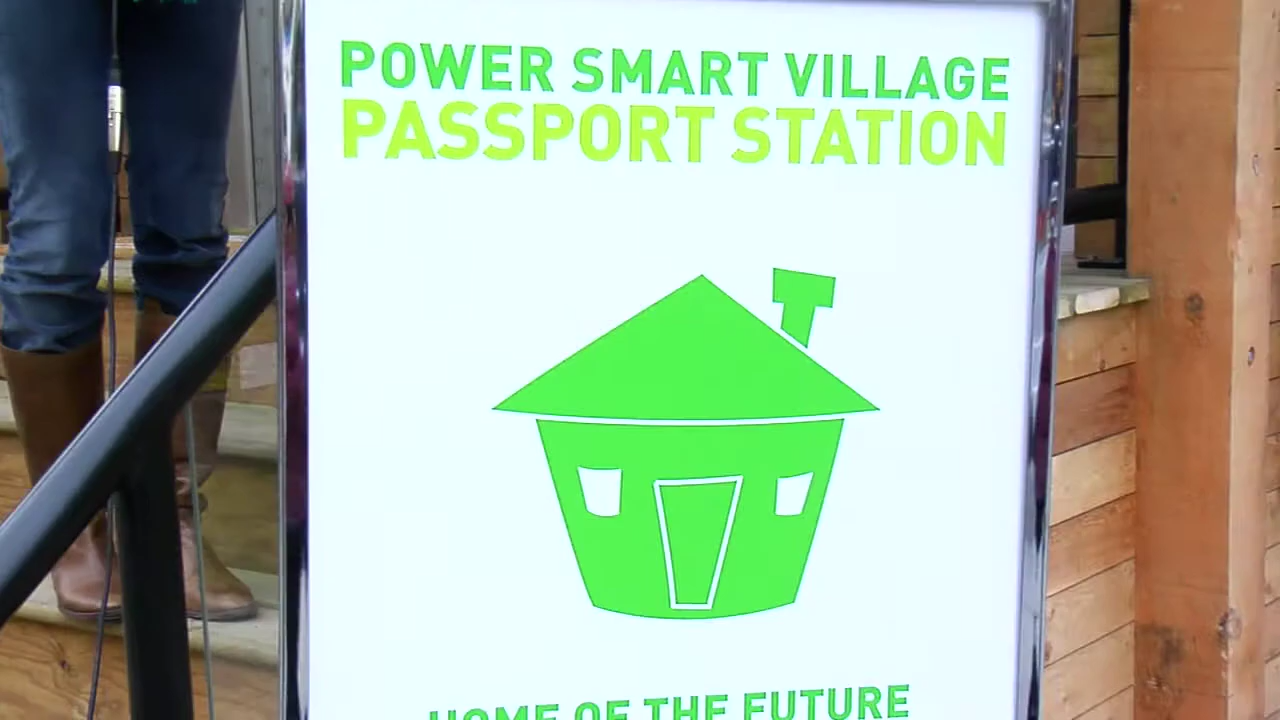 POWER SMART VILLAGE
PASSPORT STATION
HOME OF THE FUTURE